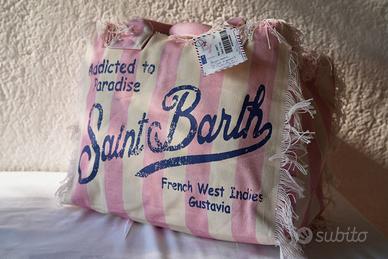 Addicted to
Paradise
Saint Barth
French West Indies
Gustavia
subito